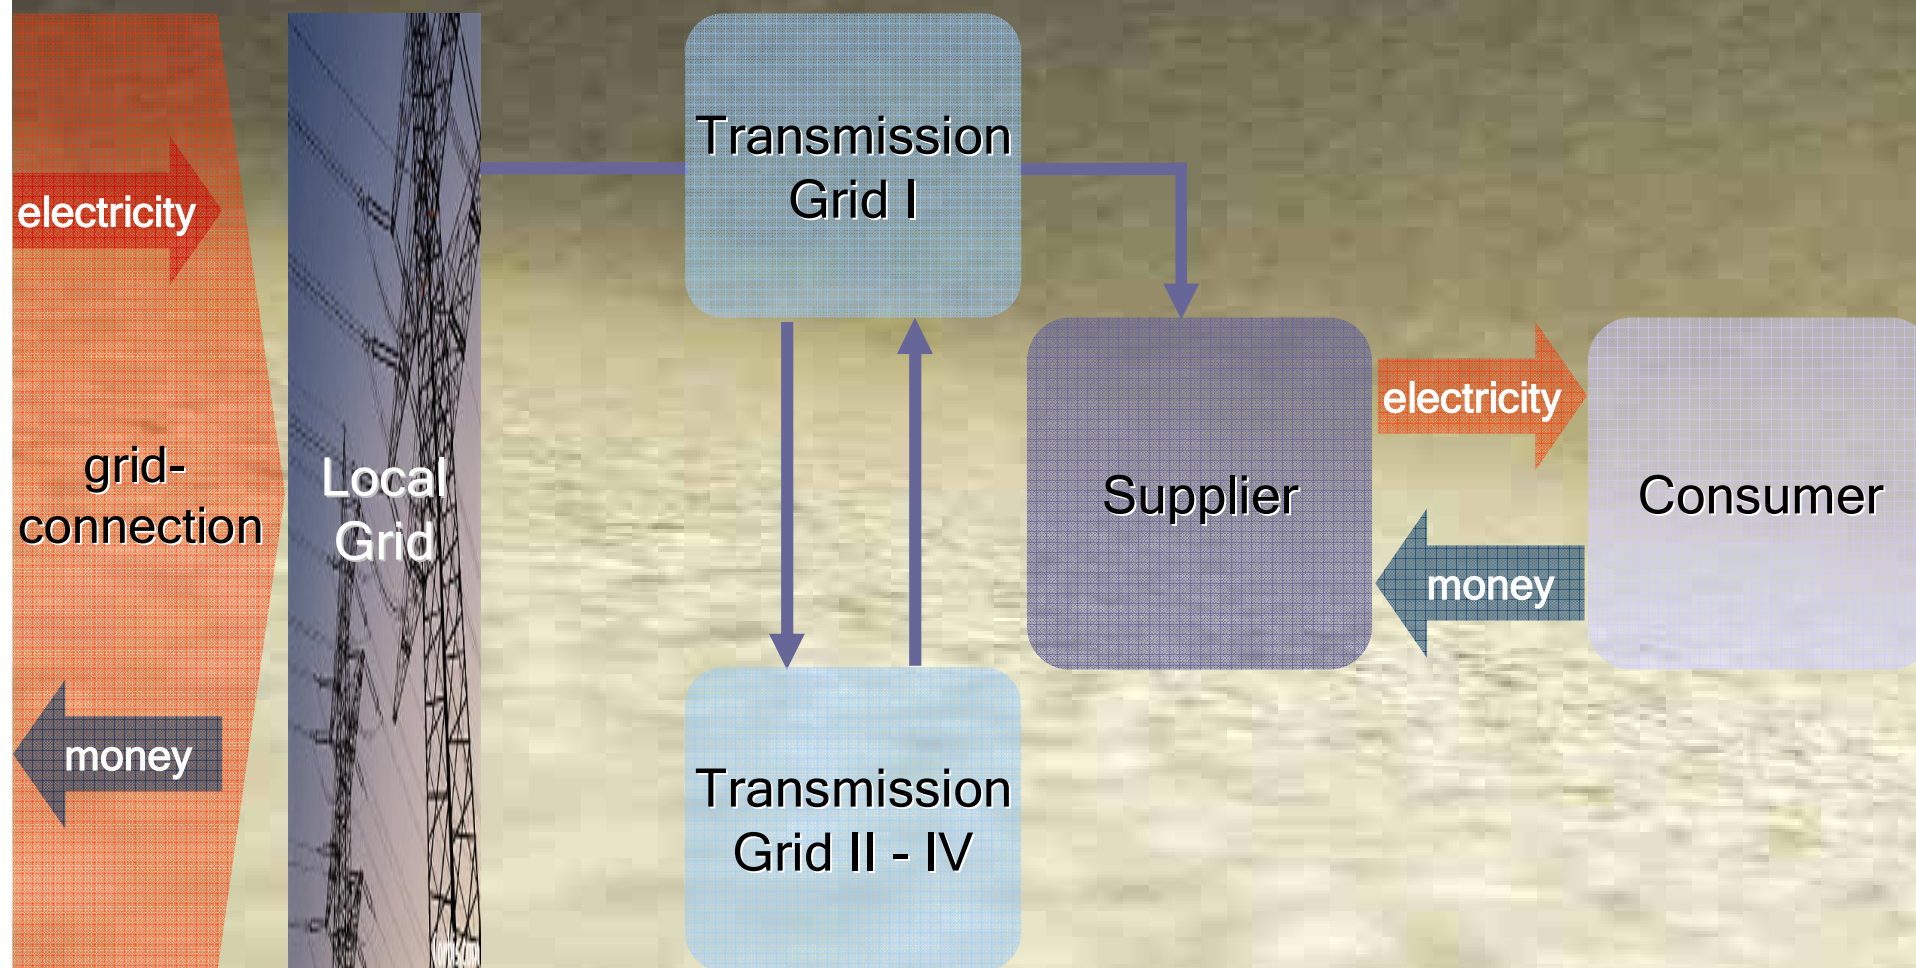 electricity
grid-
connection
money
Local
Grid
Transmission
Grid I
Transmission
Grid II - IV
Supplier
electricity
money
Consumer